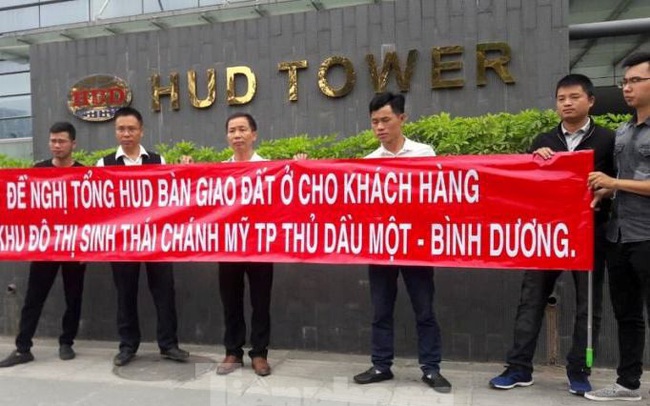 HUD
HUD TOWER
ĐỀ NGHỊ TỔNG HUD BÀN GIAO ĐẤT Ở CHO KHÁCH HÀNG
KHU ĐÔ THỊ SINH THÁI CHÁNH MỸ TP THỦ DẦU MỘT - BÌNH DƯƠNG.